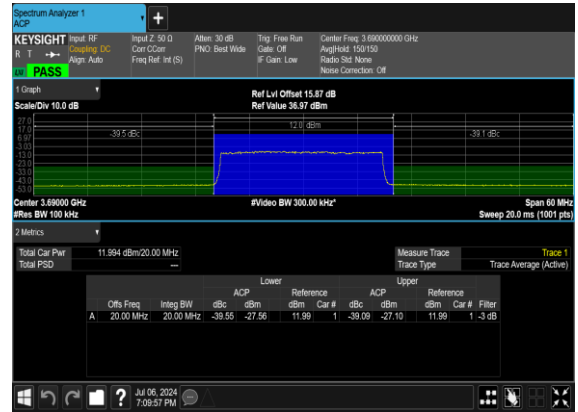 Spectrum Analyzer 1
ACP
KEYSIGHT Input: RF Input Z: 50 Ω Atten: 30 dB Trig: Free Run Center Freq: 3.690000000 GHz
R T Coupling: DC Corr CCorr PNO: Best Wide Gate: Off Avg|Hold: 150/150
Align: Auto Freq Ref: Int (S) IF Gain: Low Radio Std: None
Noise Correction: Off
PASS
1 Graph Ref Lvl Offset 15.87 dB
Scale/Div 10.0 dB Ref Value 36.97 dBm
27.0 12.0 dBm
17.0 -39.5 dBc -39.1 dBc
6.97
-3.03
-13.0
-23.0
-33.0
-43.0
-53.0
Center 3.69000 GHz #Video BW 300.00 kHz* Span 60 MHz
#Res BW 100 kHz Sweep 20.0 ms (1001 pts)
2 Metrics
Total Car Pwr 11.994 dBm/20.00 MHz Measure Trace Trace 1
Total PSD --- Trace Type Trace Average (Active)
Lower Upper
ACP Reference ACP Reference
Offs Freq Integ BW dBc dBm dBm Car # dBc dBm dBm Car # Filter
A 20.00 MHz 20.00 MHz -39.55 -27.56 11.99 1 -39.09 -27.10 11.99 1 -3 dB
? Jul 06, 2024
7:09:57 PM